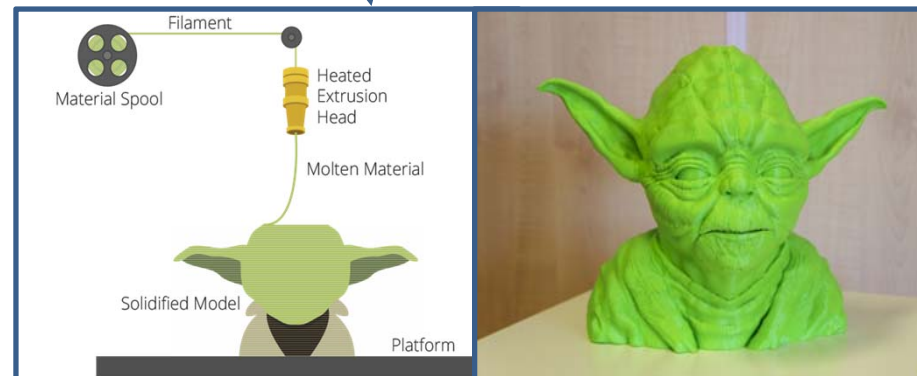 Filament
Material Spool
Heated
Extrusion
Head
Molten Material
Solidified Model
Platform